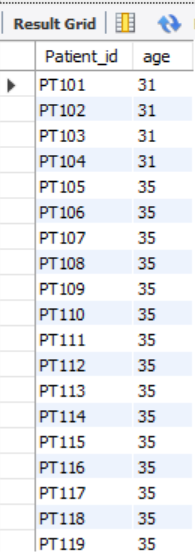 Result Grid
Patient_id age
PT101 31
PT102 31
PT103 31
PT104 31
PT105 35
PT106 35
PT107 35
PT108 35
PT109 35
PT110 35
PT111 35
PT112 35
PT113 35
PT114 35
PT115 35
PT116 35
PT117 35
PT118 35
PT119 35